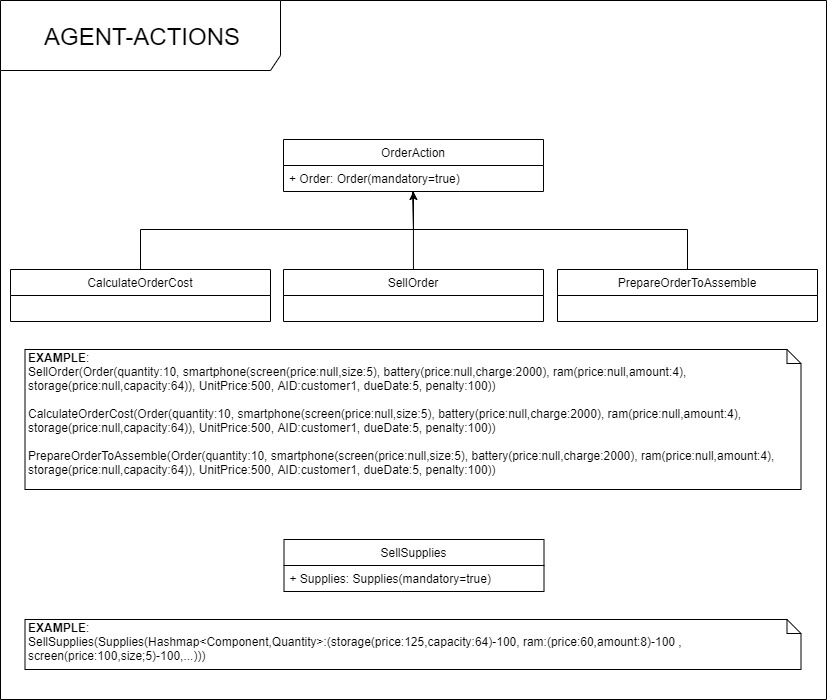 AGENT-ACTIONS
OrderAction
+ Order: Order(mandatory=true)
CalculateOrderCost
SellOrder
PrepareOrderToAssemble
EXAMPLE:
SellOrder(Order(quantity:10, smartphone(screen(price:null,size:5), battery(price:null,charge:2000), ram(price:null,amount:4),
storage(price:null,capacity:64)), UnitPrice:500, AID:customer1, dueDate:5, penalty:100))
CalculateOrderCost(Order(quantity:10, smartphone(screen(price:null,size:5), battery(price:null,charge:2000), ram(price:null,amount:4),
storage(price:null,capacity:64)), UnitPrice:500, AID:customer1, dueDate:5, penalty:100))
PrepareOrderToAssemble(Order(quantity:10, smartphone(screen(price:null,size:5), battery(price:null,charge:2000), ram(price:null,amount:4),
storage(price:null,capacity:64)), UnitPrice:500, AID:customer1, dueDate:5, penalty:100))
SellSupplies
+ Supplies: Supplies(mandatory=true)
EXAMPLE:
SellSupplies(Supplies(Hashmap<Component,Quantity>:(storage(price:125,capacity:64)-100, ram:(price:60,amount:8)-100 ,
screen(price:100,size;5)-100,...)))